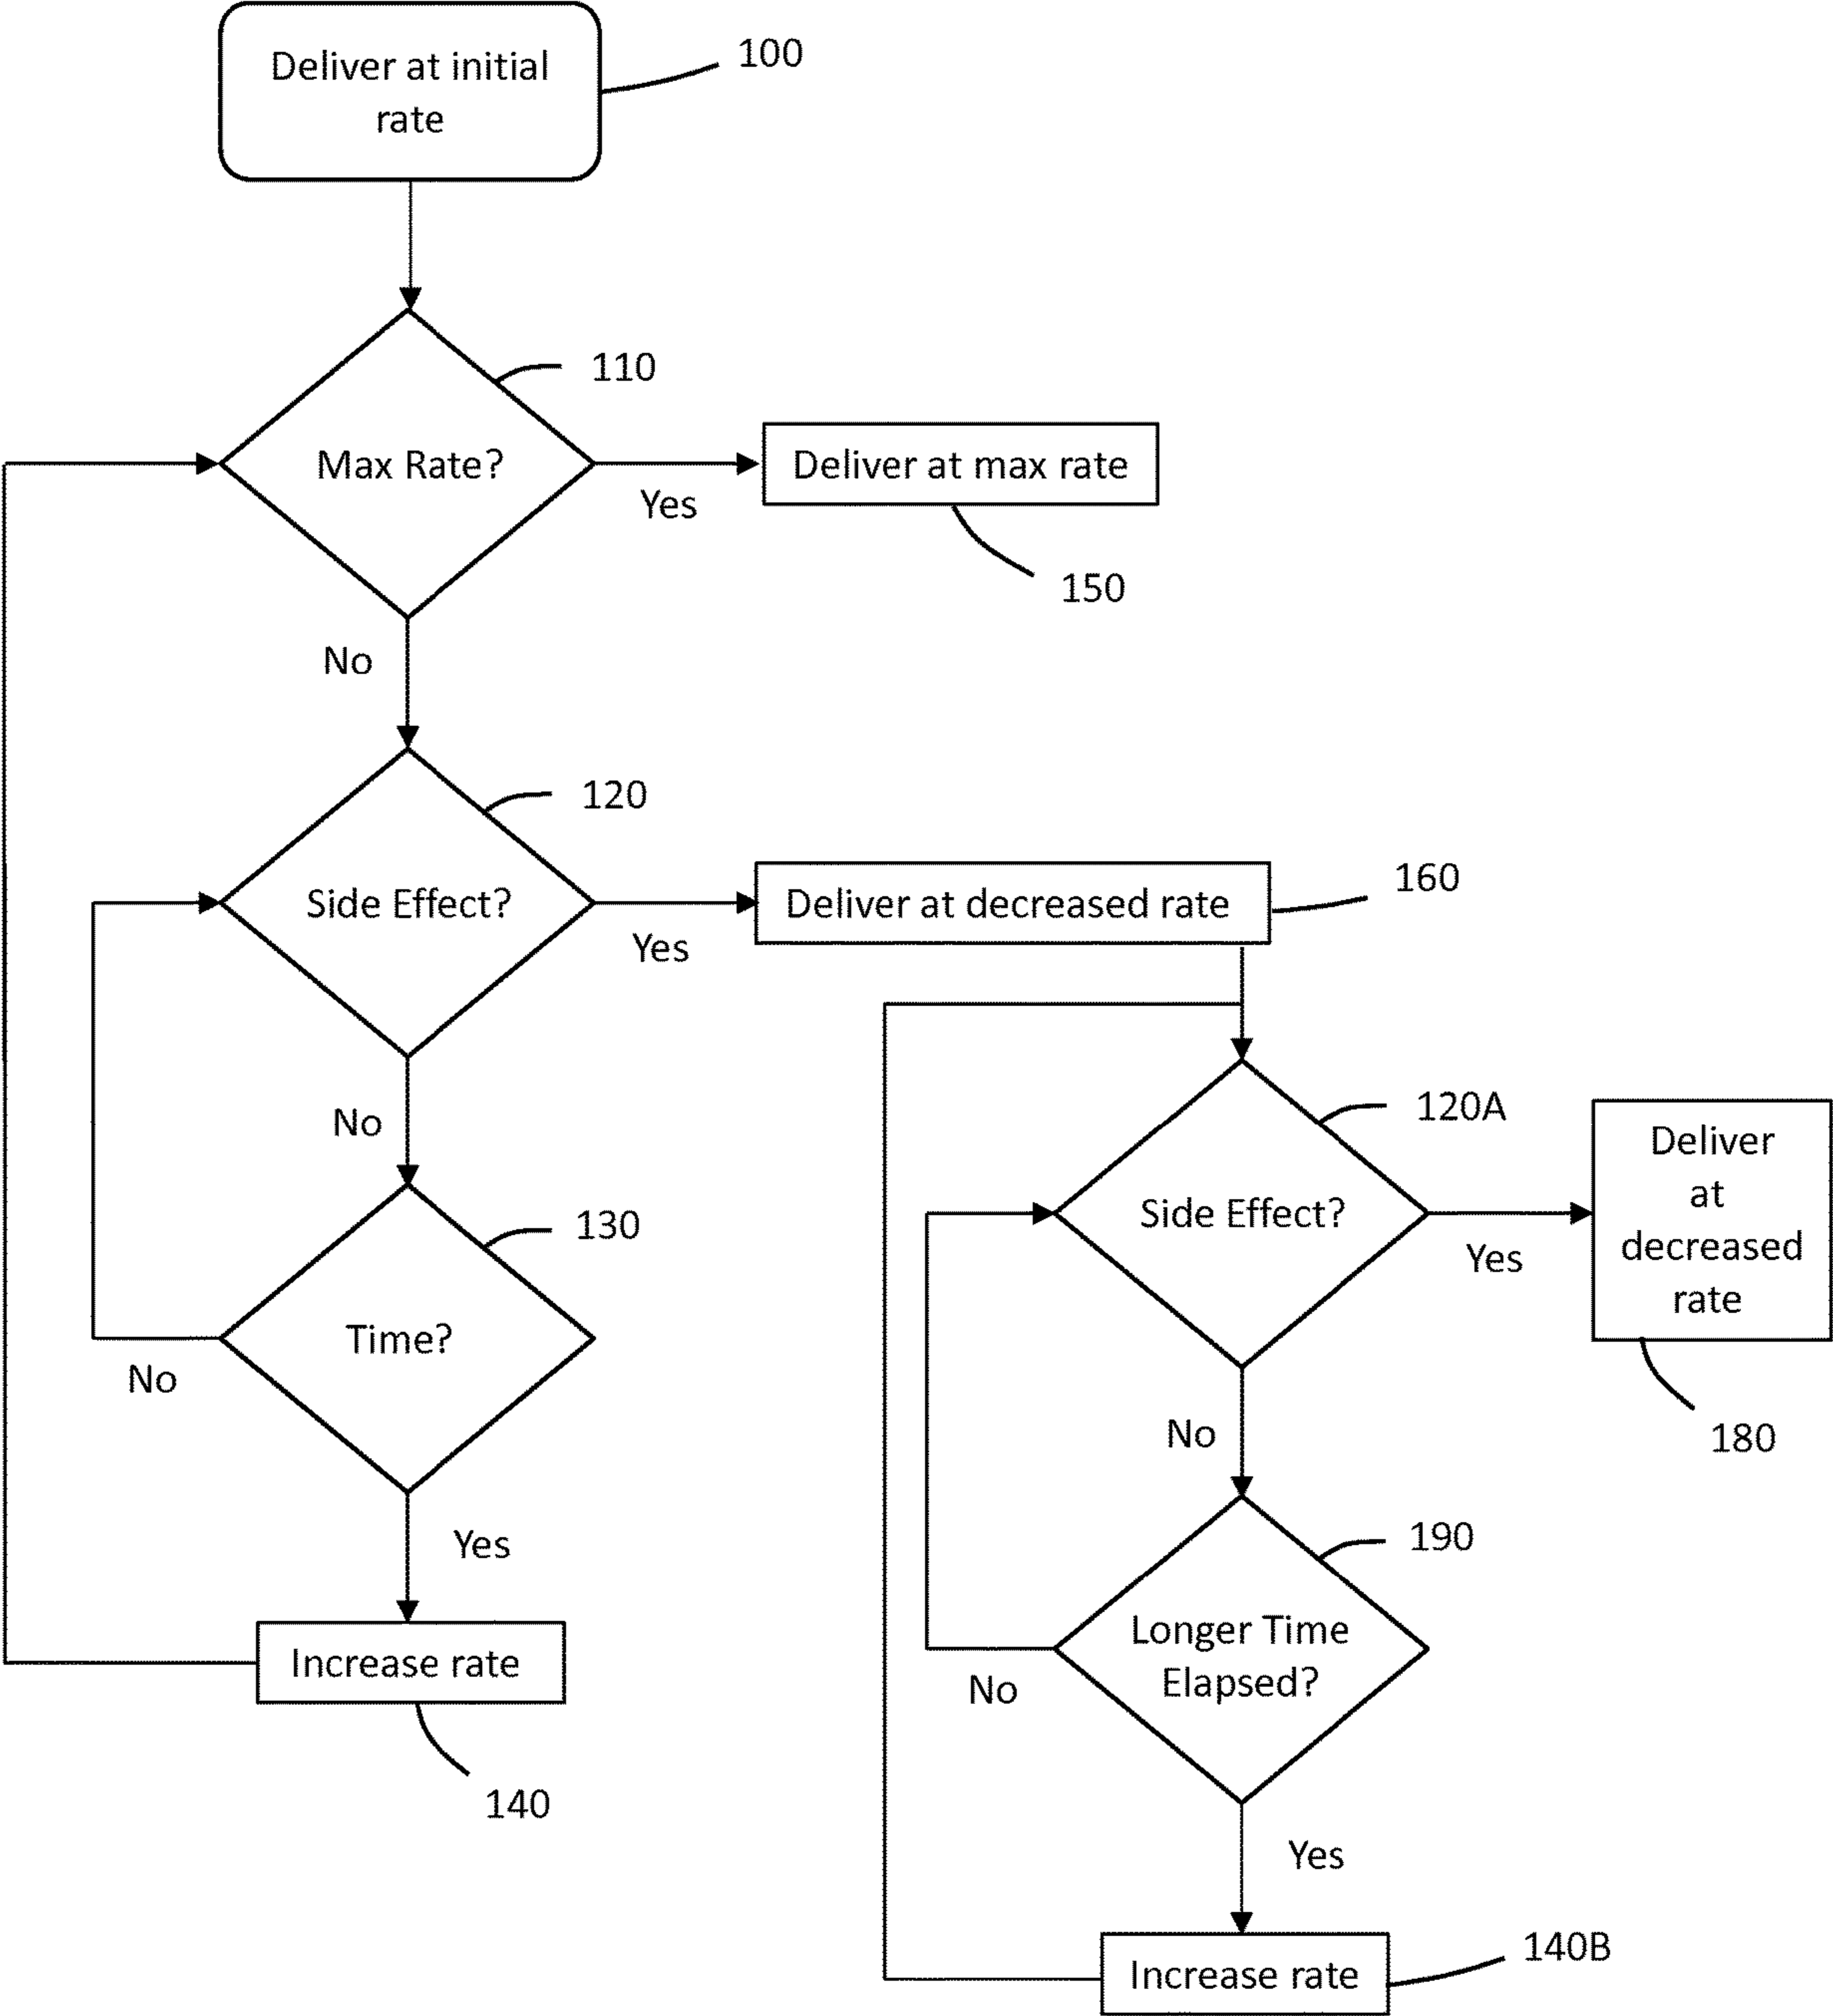 Deliver at initial
rate
100
110
Max Rate?
Yes
Deliver at max rate
150
No
120
Side Effect?
Yes
Deliver at decreased rate
160
No
130
Time?
No
Yes
Increase rate
140
120A
Side Effect?
Yes
Deliver
at
decreased
rate
180
No
190
Longer Time
Elapsed?
No
Yes
Increase rate
140B